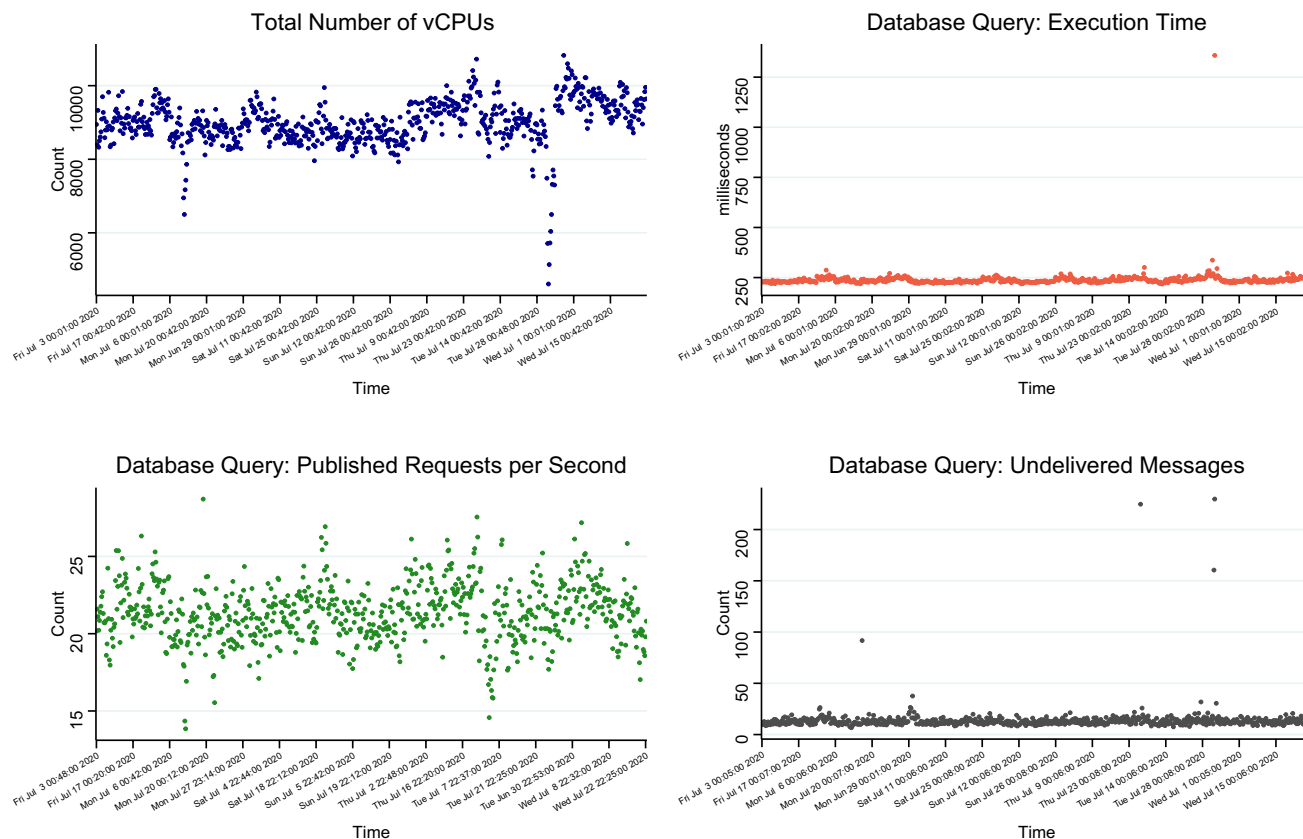 Total Number of vCPUs
Count
10000
8000
6000
Fri Jul 3 00:01:00 2020
Fri Jul 17 00:42:00 2020
Mon Jul 6 00:01:00 2020
Mon Jul 20 00:42:00 2020
Mon Jun 29 00:01:00 2020
Sat Jul 11 00:42:00 2020
Sat Jul 25 00:42:00 2020
Sun Jul 12 00:42:00 2020
Sun Jul 26 00:42:00 2020
Thu Jul 9 00:42:00 2020
Thu Jul 23 00:42:00 2020
Tue Jul 14 00:42:00 2020
Tue Jul 28 00:48:00 2020
Wed Jul 1 00:01:00 2020
Wed Jul 15 00:42:00 2020
Time
Database Query: Execution Time
milliseconds
1250
1000
750
500
250
Fri Jul 3 00:01:00 2020
Fri Jul 17 00:02:00 2020
Mon Jul 6 00:01:00 2020
Mon Jul 20 00:02:00 2020
Mon Jun 29 00:01:00 2020
Sat Jul 11 00:01:00 2020
Sat Jul 25 00:02:00 2020
Sun Jul 12 00:01:00 2020
Sun Jul 26 00:02:00 2020
Thu Jul 9 00:01:00 2020
Thu Jul 23 00:02:00 2020
Tue Jul 14 00:02:00 2020
Tue Jul 28 00:02:00 2020
Wed Jul 1 00:01:00 2020
Wed Jul 15 00:02:00 2020
Time
Database Query: Published Requests per Second
Count
25
20
15
Fri Jul 3 00:48:00 2020
Fri Jul 17 00:20:00 2020
Mon Jul 6 00:42:00 2020
Mon Jul 20 00:12:00 2020
Mon Jul 27 23:14:00 2020
Sat Jul 4 22:44:00 2020
Sat Jul 18 22:12:00 2020
Sun Jul 5 22:42:00 2020
Sun Jul 19 22:12:00 2020
Thu Jul 2 22:48:00 2020
Thu Jul 16 22:20:00 2020
Tue Jul 7 22:37:00 2020
Tue Jul 21 22:25:00 2020
Tue Jun 30 22:53:00 2020
Wed Jul 8 22:32:00 2020
Wed Jul 22 22:25:00 2020
Time
Database Query: Undelivered Messages
Count
200
150
100
50
0
Fri Jul 3 00:05:00 2020
Fri Jul 17 00:07:00 2020
Mon Jul 6 00:06:00 2020
Mon Jul 20 00:07:00 2020
Mon Jun 29 00:01:00 2020
Sat Jul 11 00:06:00 2020
Sat Jul 25 00:08:00 2020
Sun Jul 12 00:06:00 2020
Sun Jul 26 00:08:00 2020
Thu Jul 9 00:06:00 2020
Thu Jul 23 00:08:00 2020
Tue Jul 14 00:06:00 2020
Tue Jul 28 00:08:00 2020
Wed Jul 1 00:05:00 2020
Wed Jul 15 00:06:00 2020
Time